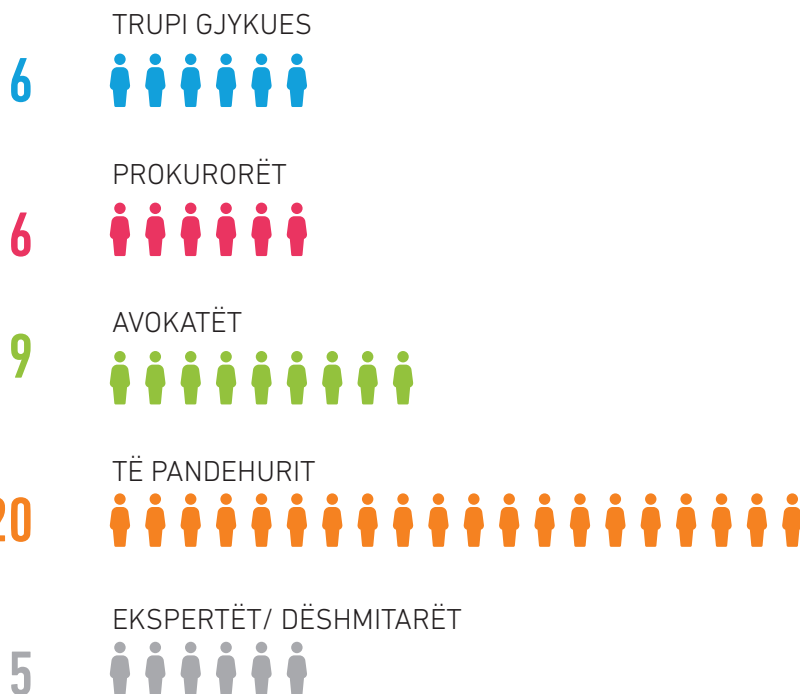 TRUPI GJYKUES
6
PROKURORËT
6
AVOKATËT
9
TË PANDEHURIT
20
EKSPERTËT/ DËSHMITARËT
5